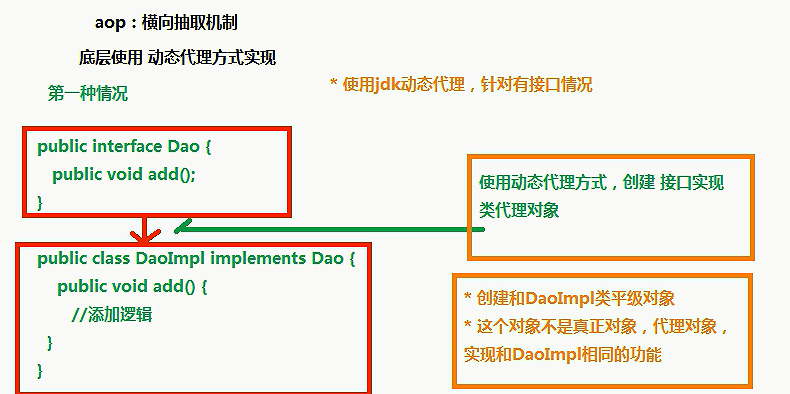 aop：横向抽取机制
底层使用 动态代理方式实现
第一种情况
* 使用jdk动态代理，针对有接口情况
public interface Dao {
public void add();
}
使用动态代理方式，创建 接口实现
类代理对象
public class DaoImpl implements Dao {
public void add() {
//添加逻辑
}
}
* 创建和DaoImpl类平级对象
* 这个对象不是真正对象，代理对象，
实现和DaoImpl相同的功能